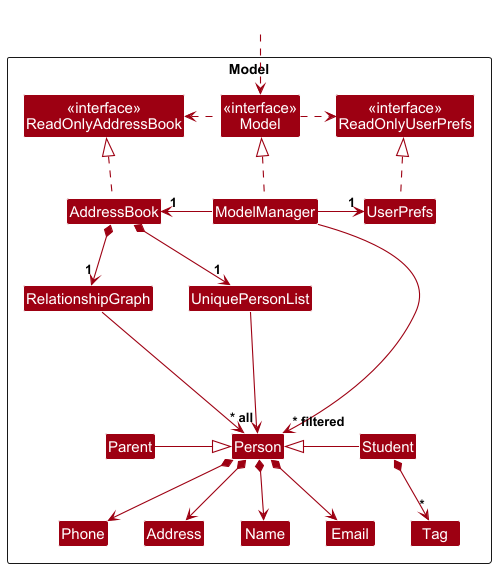 Model
«interface»
ReadOnlyAddressBook
«interface»
Model
«interface»
ReadOnlyUserPrefs
AddressBook
1
ModelManager
1
UserPrefs
1
1
RelationshipGraph
UniquePersonList
* all
* filtered
Parent
Person
Student
*
Phone
Address
Name
Email
Tag